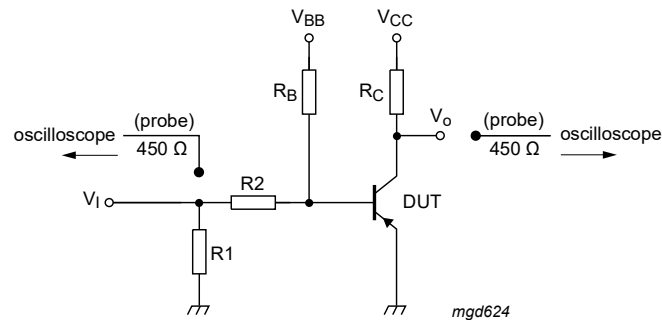 VBB
VCC
RB
RC
(probe)
oscilloscope
450 Ω
Vo
(probe)
oscilloscope
450 Ω
R2
VI
DUT
R1
mgd624